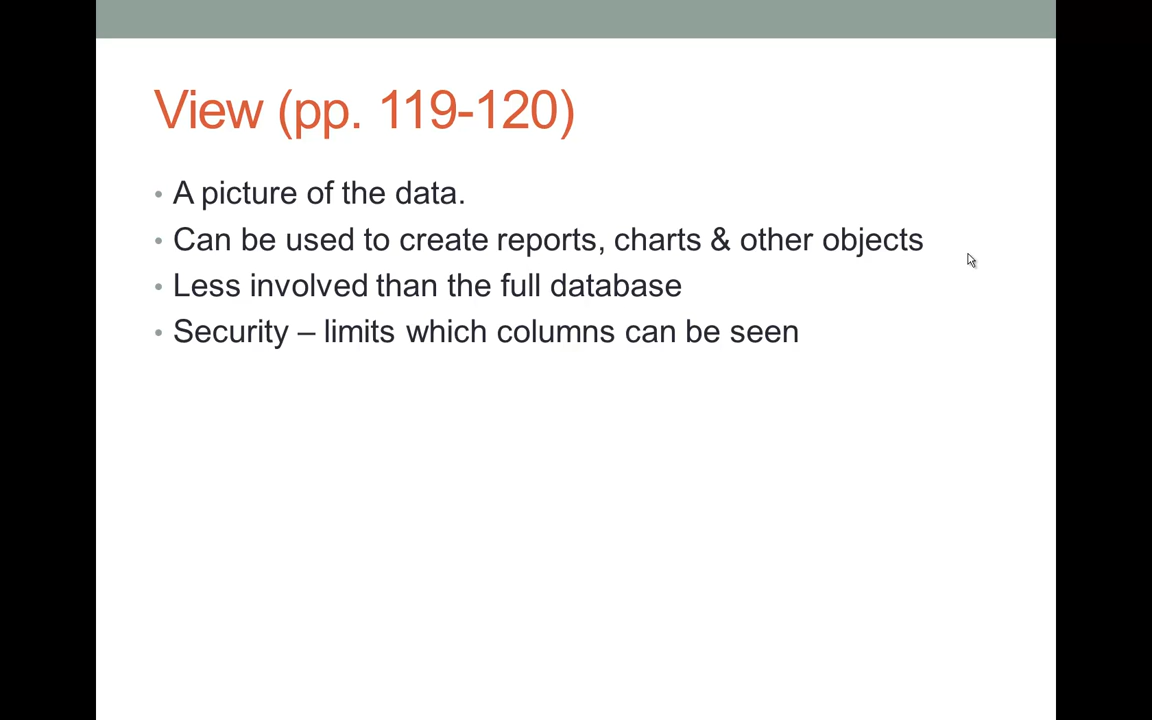 View (pp. 119-120)
• A picture of the data.
• Can be used to create reports, charts & other objects
• Less involved than the full database
• Security – limits which columns can be seen